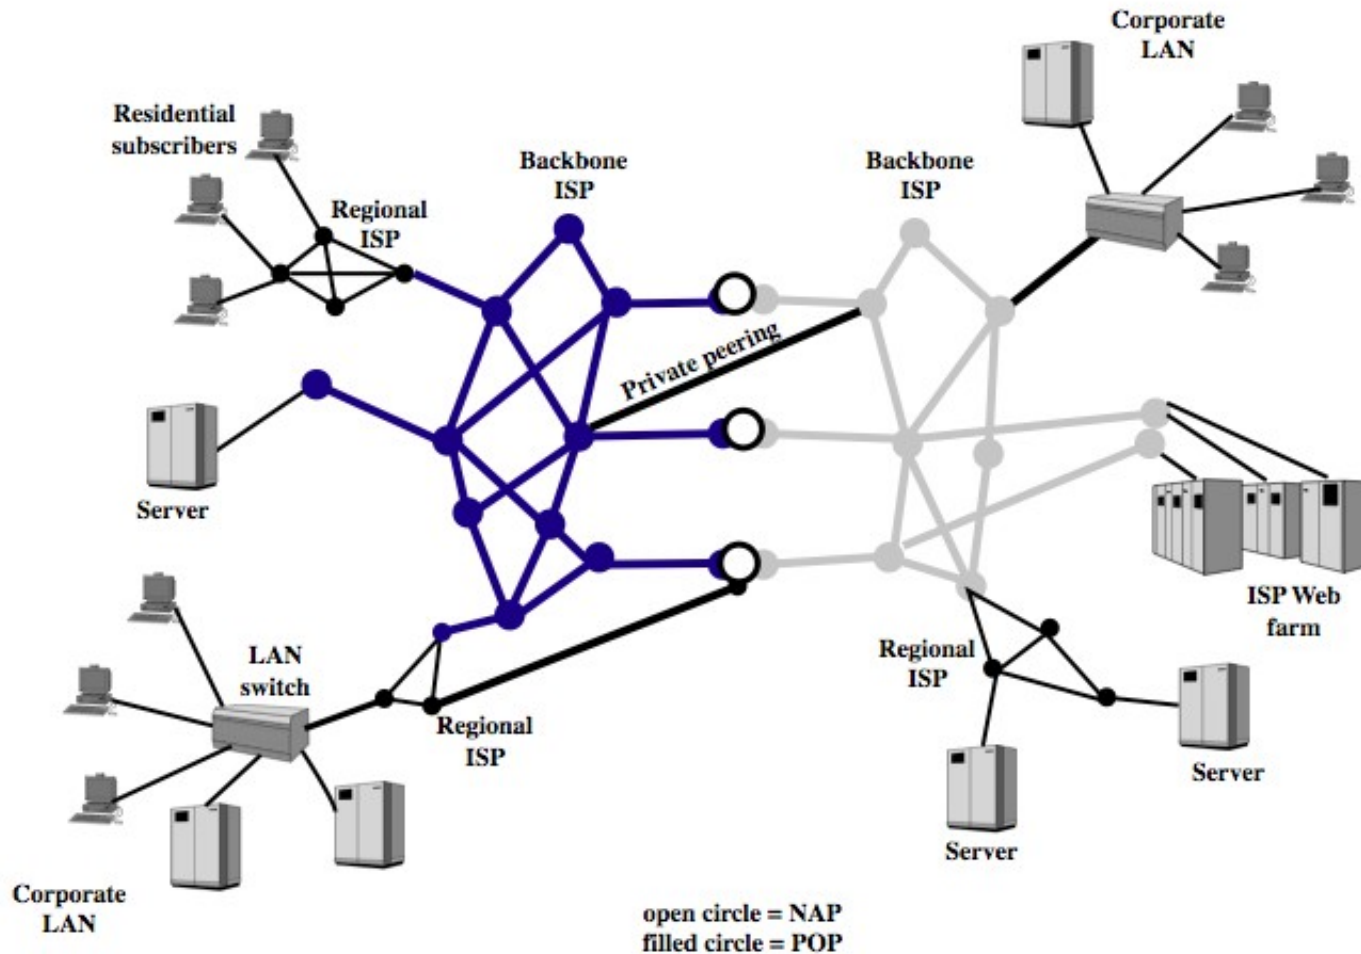 Corporate
LAN
Residential
subscribers
Backbone
ISP
Backbone
ISP
Regional
ISP
Private peering
Server
ISP Web
farm
LAN
switch
Regional
ISP
Regional
ISP
Server
Server
Corporate
LAN
open circle = NAP
filled circle = POP